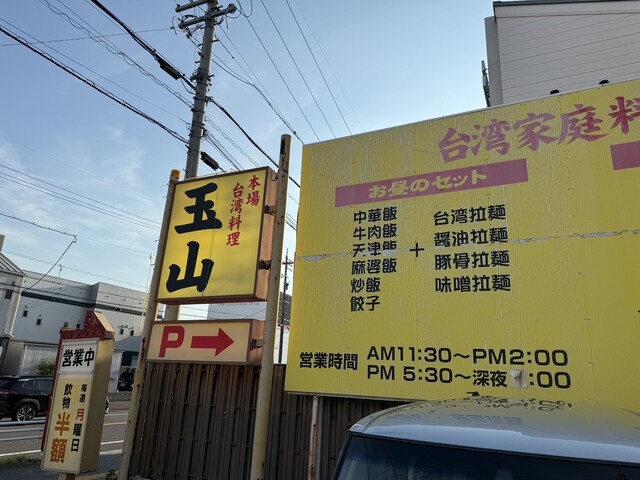 本場
台湾料理
玉山
P
営業中
毎週
月曜日
飲物
半額
台湾家庭料
お昼のセット
中華飯
牛肉飯
天津飯
麻婆飯
炒飯
餃子
+
台湾拉麺
醤油拉麺
豚骨拉麺
味噌拉麺
営業時間
AM11:30～PM2:00
PM 5:30～深夜1:00